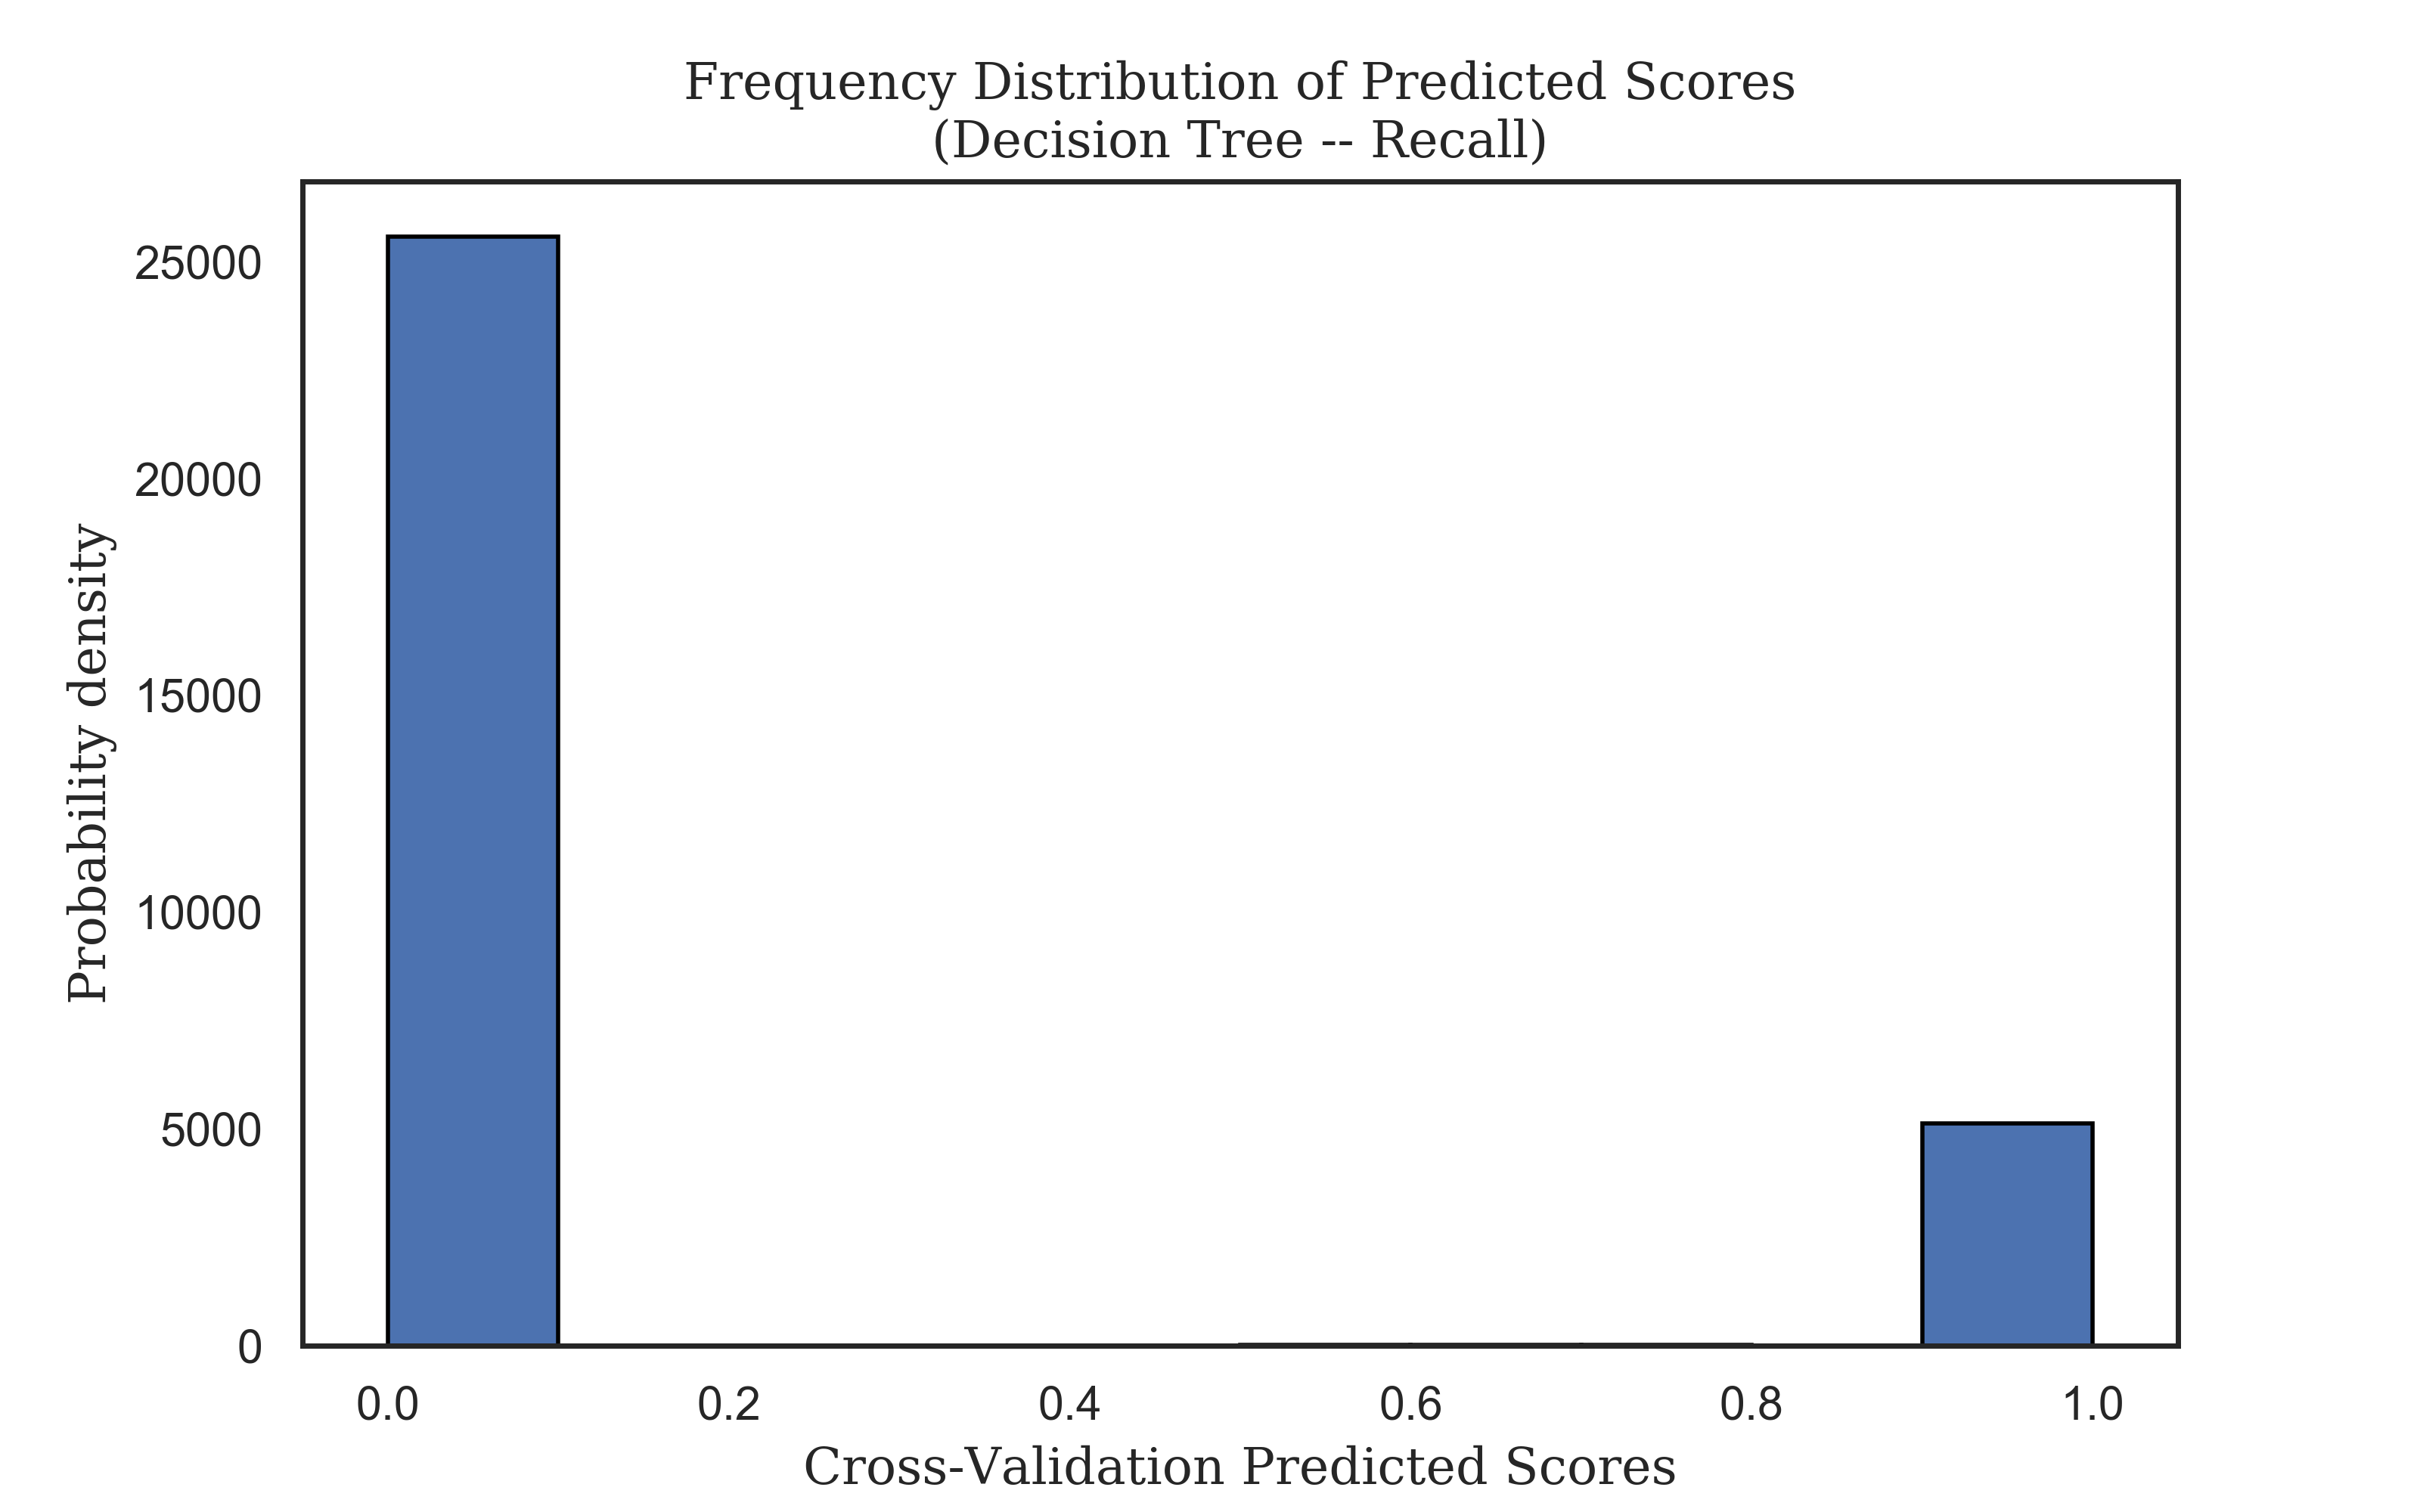 Frequency Distribution of Predicted Scores
(Decision Tree -- Recall)
Probability density
25000
20000
15000
10000
5000
0
0.0 0.2 0.4 0.6 0.8 1.0
Cross-Validation Predicted Scores